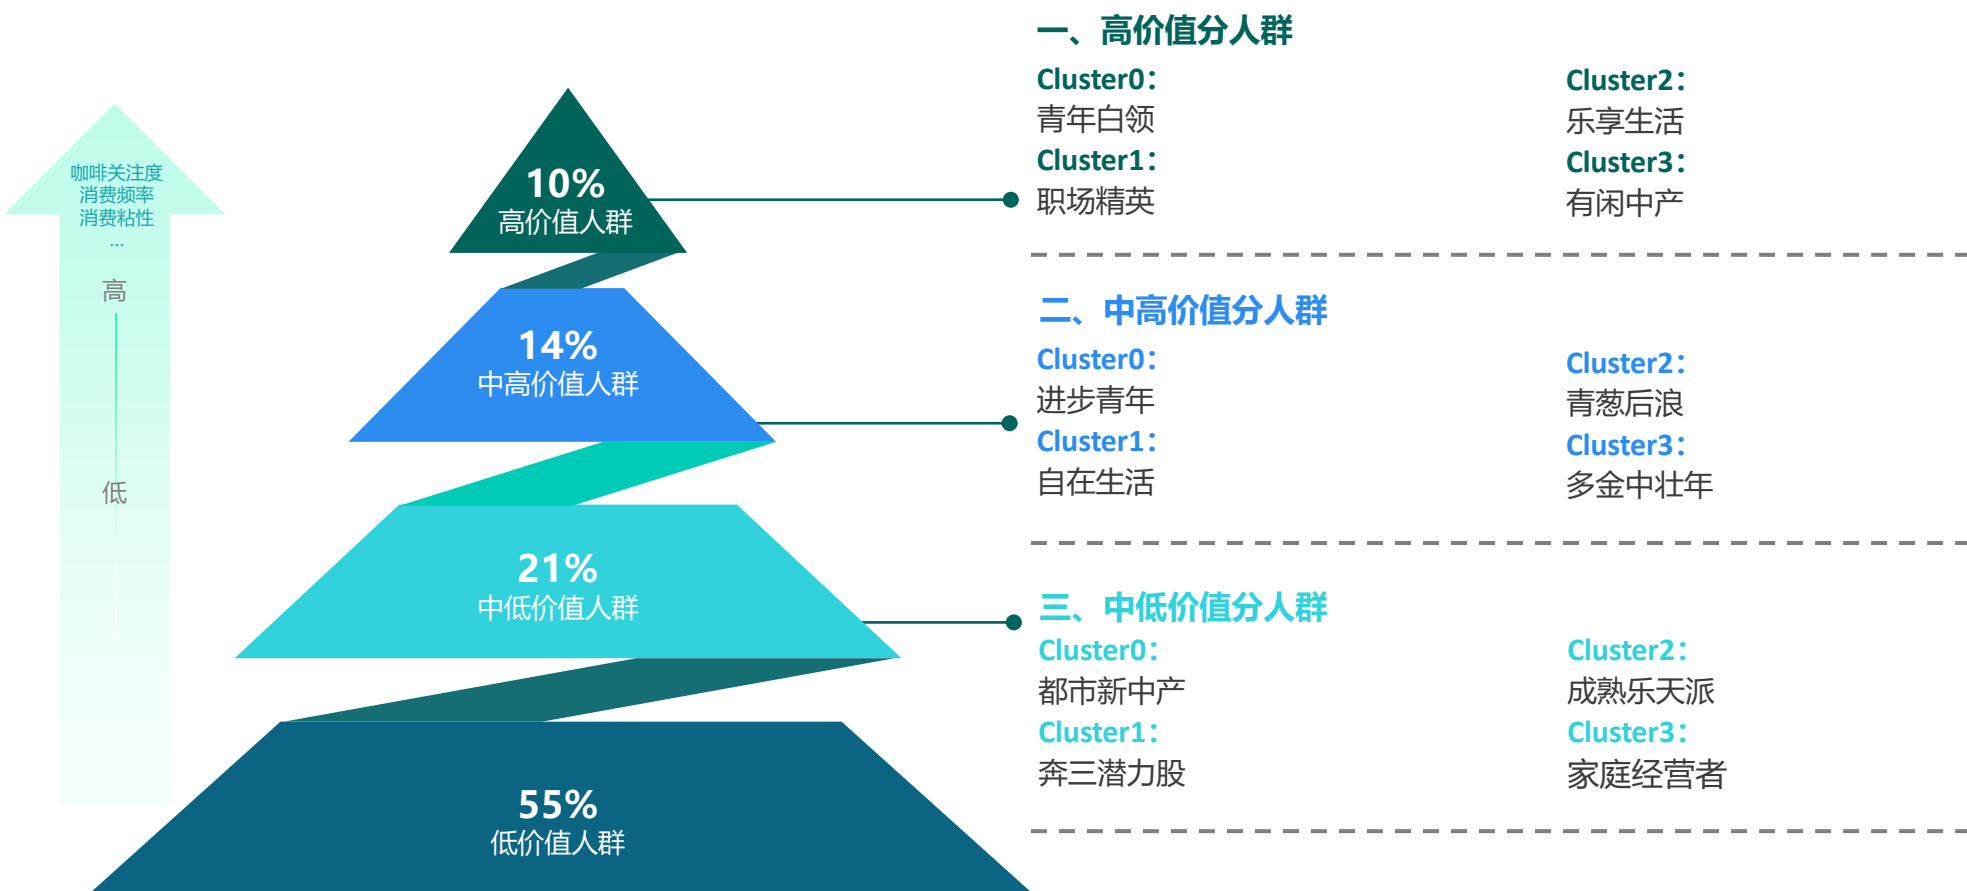 咖啡关注度
消费频率
消费粘性
...
高
低
10%
高价值人群
14%
中高价值人群
21%
中低价值人群
55%
低价值人群
一、高价值分人群
Cluster0：
青年白领
Cluster1：
职场精英
Cluster2：
乐享生活
Cluster3：
有闲中产
二、中高价值分人群
Cluster0：
进步青年
Cluster1：
自在生活
Cluster2：
青葱后浪
Cluster3：
多金中壮年
三、中低价值分人群
Cluster0：
都市新中产
Cluster1：
奔三潜力股
Cluster2：
成熟乐天派
Cluster3：
家庭经营者